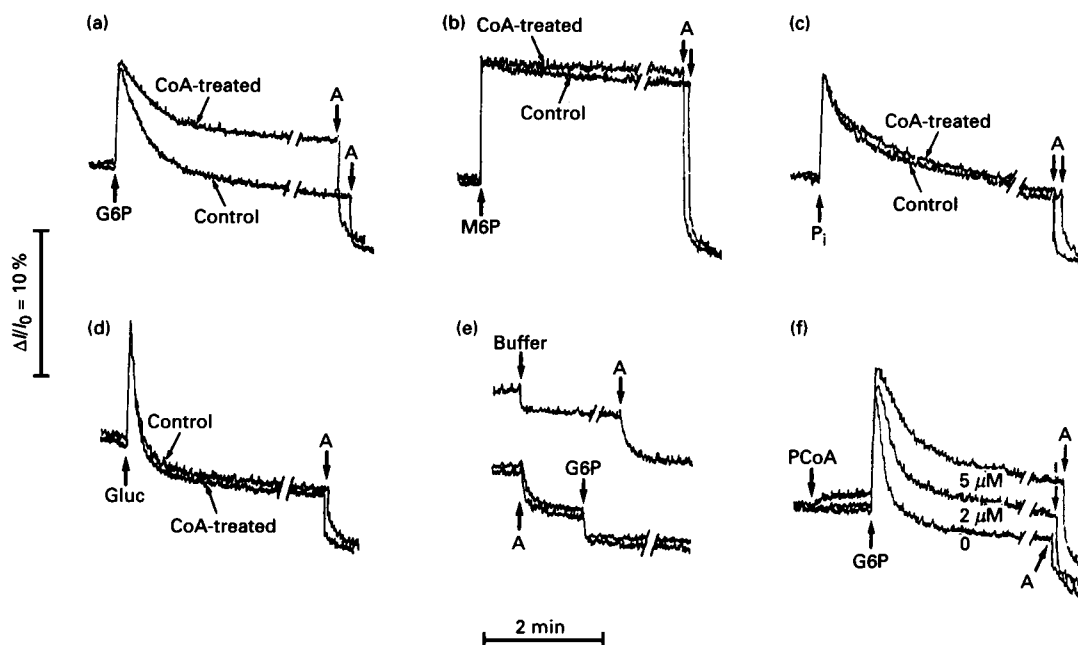 (a)
CoA-treated
A
A
Control
G6P
(b)
CoA-treated
A
Control
M6P
(c)
CoA-treated
A
Control
Pi
ΔI/I0 = 10 %
(d)
Control
A
Gluc
CoA-treated
(e)
Buffer
A
G6P
A
(f)
PCoA
A
5 μM
2 μM
0
G6P
A
2 min